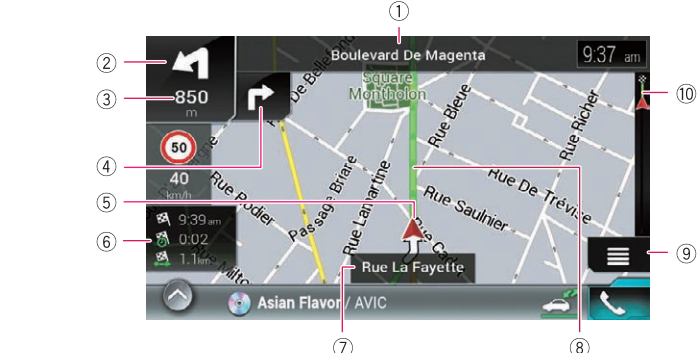 ①
Boulevard De Magenta
9:37 am
②
③
850
m
④
50
40
km/h
⑤
⑥
9:39am
0:02
1.1km
Square
Montholon
Rue Bleue
Rue Richer
Rue De Trévise
Rue Saulnier
Rue Lamartine
Passage Briare
Rue Rodier
Rue La Fayette
Asian Flavor/ AVIC
⑦
⑧
⑨
⑩